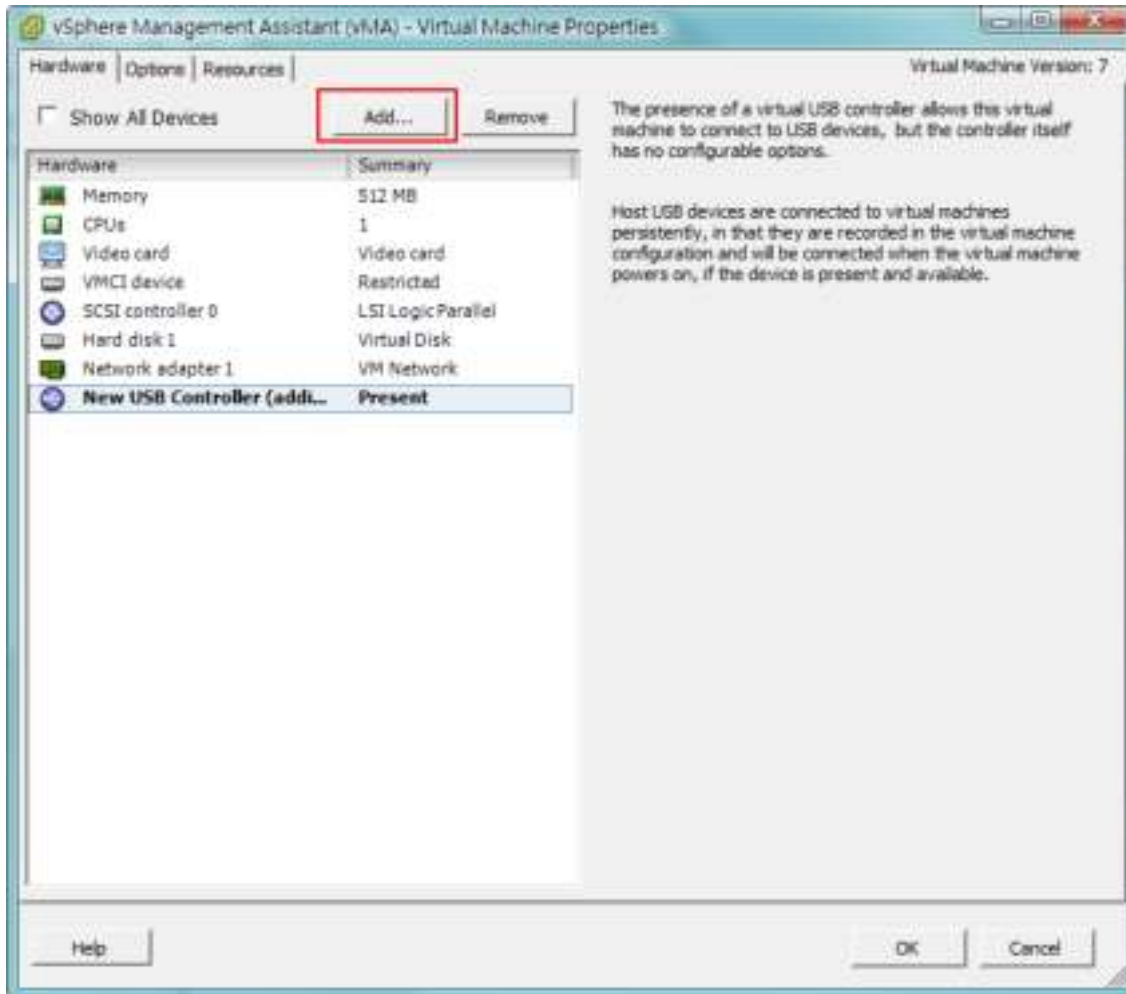 vSphere Management Assistant (vMA) - Virtual Machine Properties
Hardware Options Resources Virtual Machine Version: 7
Show All Devices Add... Remove
Hardware Summary
Memory 512 MB
CPUs 1
Video card Video card
VMCI device Restricted
SCSI controller 0 LSI Logic Parallel
Hard disk 1 Virtual Disk
Network adapter 1 VM Network
New USB Controller (addi... Present
The presence of a virtual USB controller allows this virtual
machine to connect to USB devices, but the controller itself
has no configurable options.
Host USB devices are connected to virtual machines
persistently, in that they are recorded in the virtual machine
configuration and will be connected when the virtual machine
powers on, if the device is present and available.
Help OK Cancel